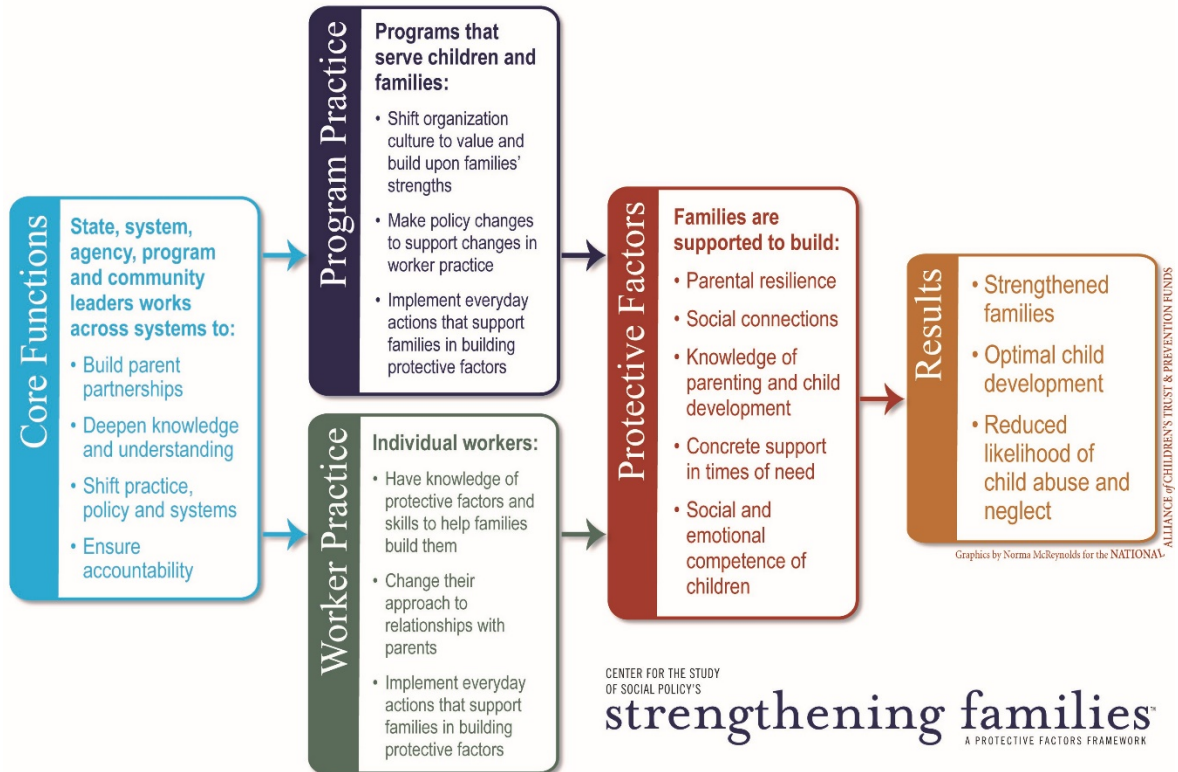 Core Functions
State, system,
agency, program
and community
leaders works
across systems to:
• Build parent
partnerships
• Deepen knowledge
and understanding
• Shift practice,
policy and systems
• Ensure
accountability
Program Practice
Programs that
serve children and
families:
• Shift organization
culture to value and
build upon families'
strengths
• Make policy changes
to support changes in
worker practice
• Implement everyday
actions that support
families in building
protective factors
Worker Practice
Individual workers:
• Have knowledge of
protective factors and
skills to help families
build them
• Change their
approach to
relationships with
parents
• Implement everyday
actions that support
families in building
protective factors
Protective Factors
Families are
supported to build:
• Parental resilience
• Social connections
• Knowledge of
parenting and child
development
• Concrete support
in times of need
• Social and
emotional
competence of
children
Results
• Strengthened
families
• Optimal child
development
• Reduced
likelihood of
child abuse and
neglect
Graphics by Norma McReynolds for the NATIONAL
ALLIANCE of CHILDREN'S TRUST & PREVENTION FUNDS
CENTER FOR THE STUDY
OF SOCIAL POLICY'S
strengthening families™
A PROTECTIVE FACTORS FRAMEWORK